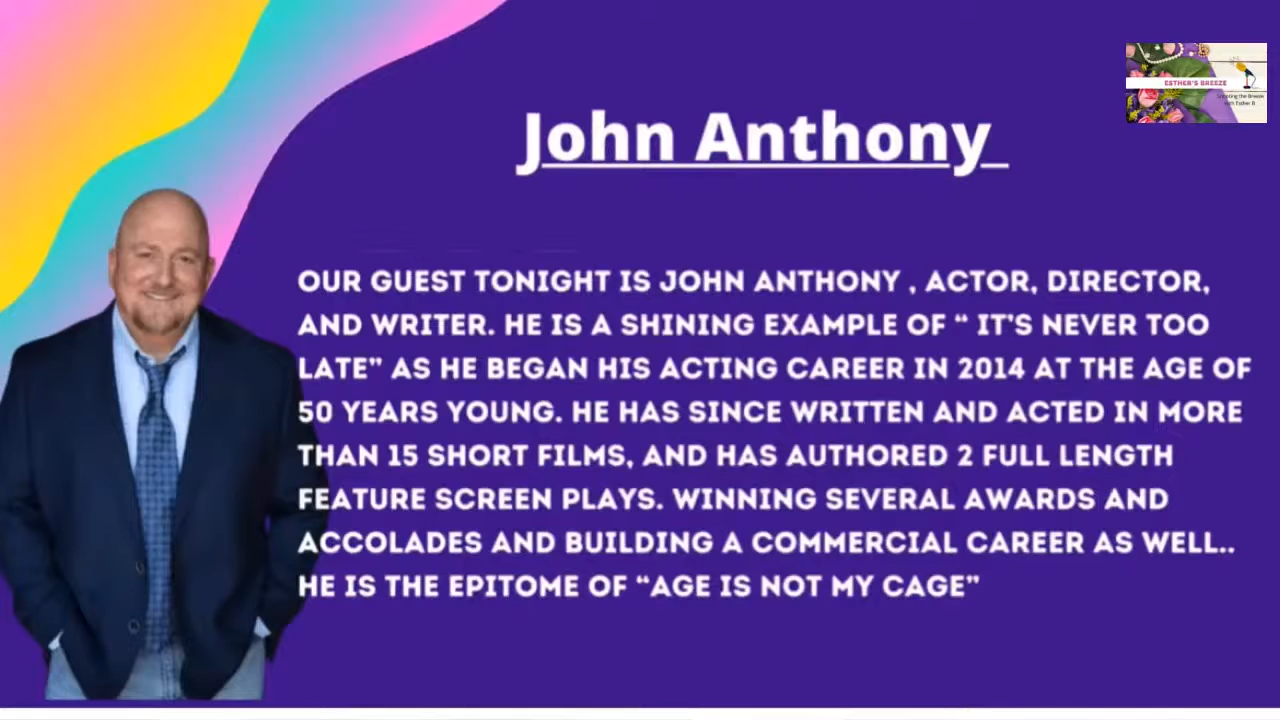 John Anthony
ESTHER'S BREEZE
with Esther B
OUR GUEST TONIGHT IS JOHN ANTHONY , ACTOR, DIRECTOR,
AND WRITER. HE IS A SHINING EXAMPLE OF “ IT’S NEVER TOO
LATE” AS HE BEGAN HIS ACTING CAREER IN 2014 AT THE AGE OF
50 YEARS YOUNG. HE HAS SINCE WRITTEN AND ACTED IN MORE
THAN 15 SHORT FILMS, AND HAS AUTHORED 2 FULL LENGTH
FEATURE SCREEN PLAYS. WINNING SEVERAL AWARDS AND
ACCOLADES AND BUILDING A COMMERCIAL CAREER AS WELL..
HE IS THE EPITOME OF “AGE IS NOT MY CAGE”